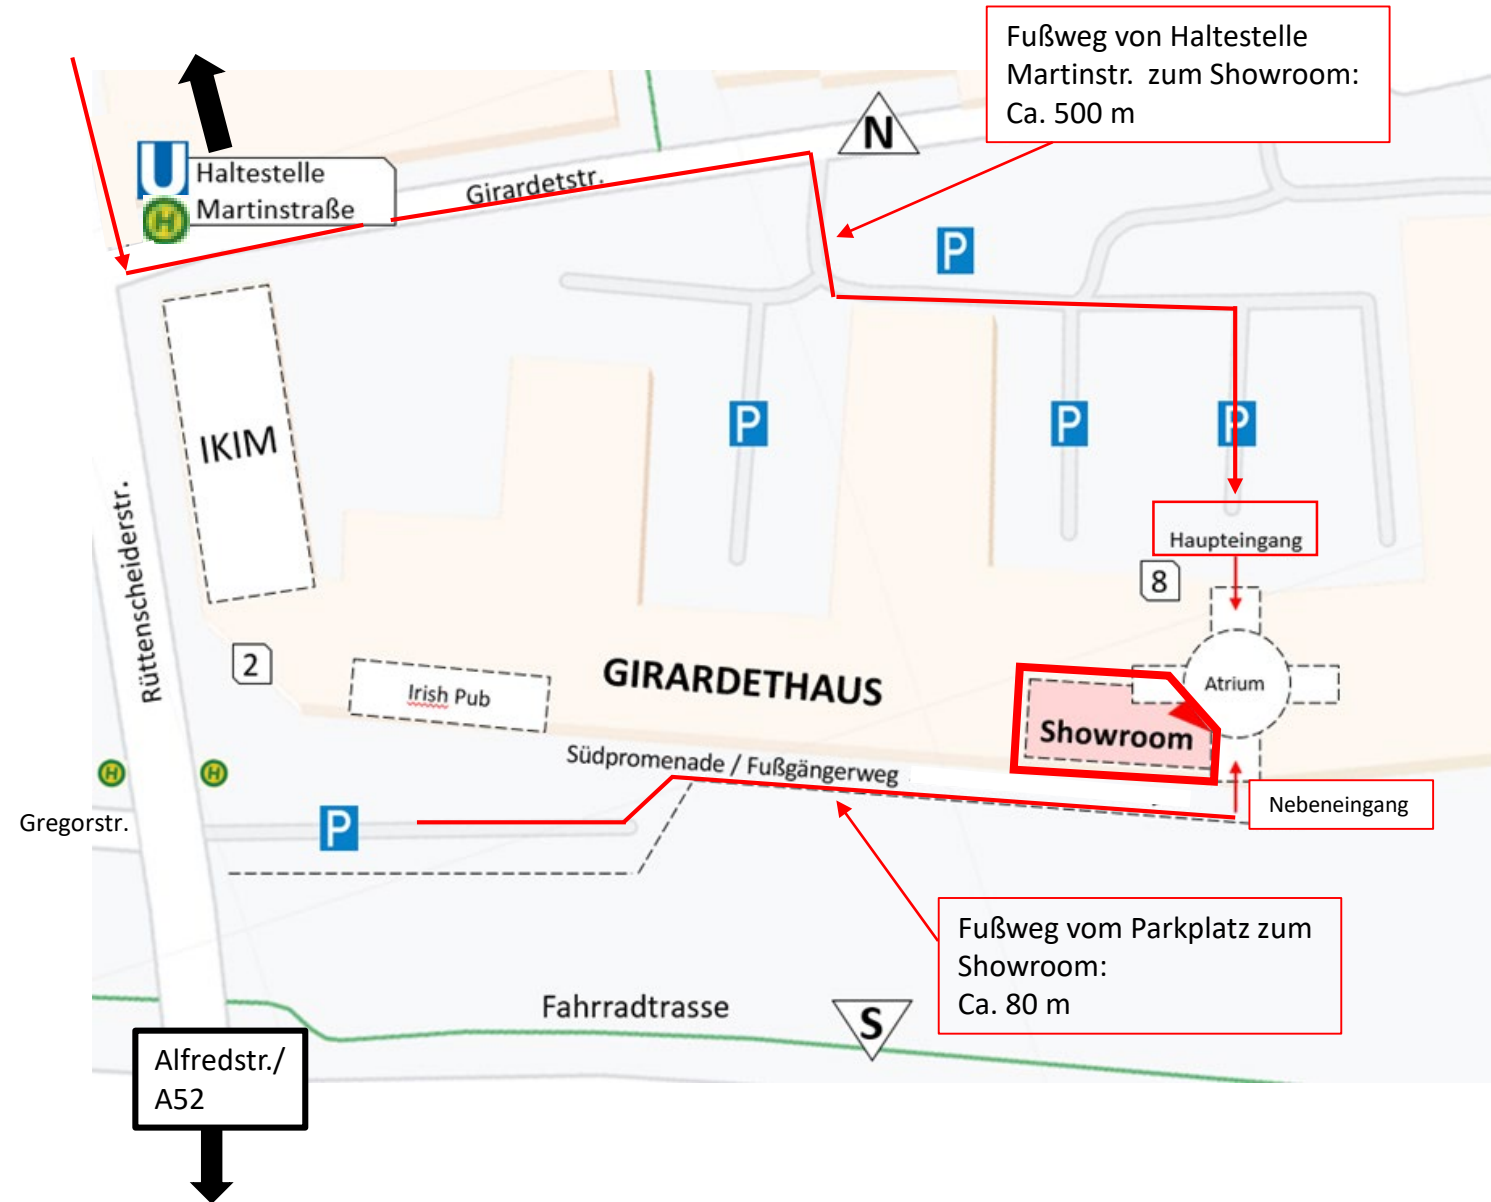 Fußweg von Haltestelle
Martinstr. zum Showroom:
Ca. 500 m
N
U
Haltestelle
H
Martinstraße
Girardetstr.
P
IKIM
P
P
P
Haupteingang
8
Rüttenscheiderstr.
2
Irish Pub
GIRARDETHAUS
Atrium
Showroom
Südpromenade / Fußgängerweg
H
H
Nebeneingang
Gregorstr.
P
Fußweg vom Parkplatz zum
Showroom:
Ca. 80 m
Fahrradtrasse
S
Alfredstr./
A52